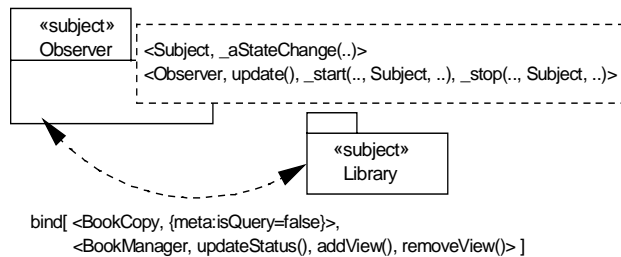 «subject»
Observer
<Subject, _aStateChange(..)>
<Observer, update(), _start(.., Subject, ..), _stop(.., Subject, ..)>
«subject»
Library
bind[ <BookCopy, {meta:isQuery=false}>,
<BookManager, updateStatus(), addView(), removeView()> ]